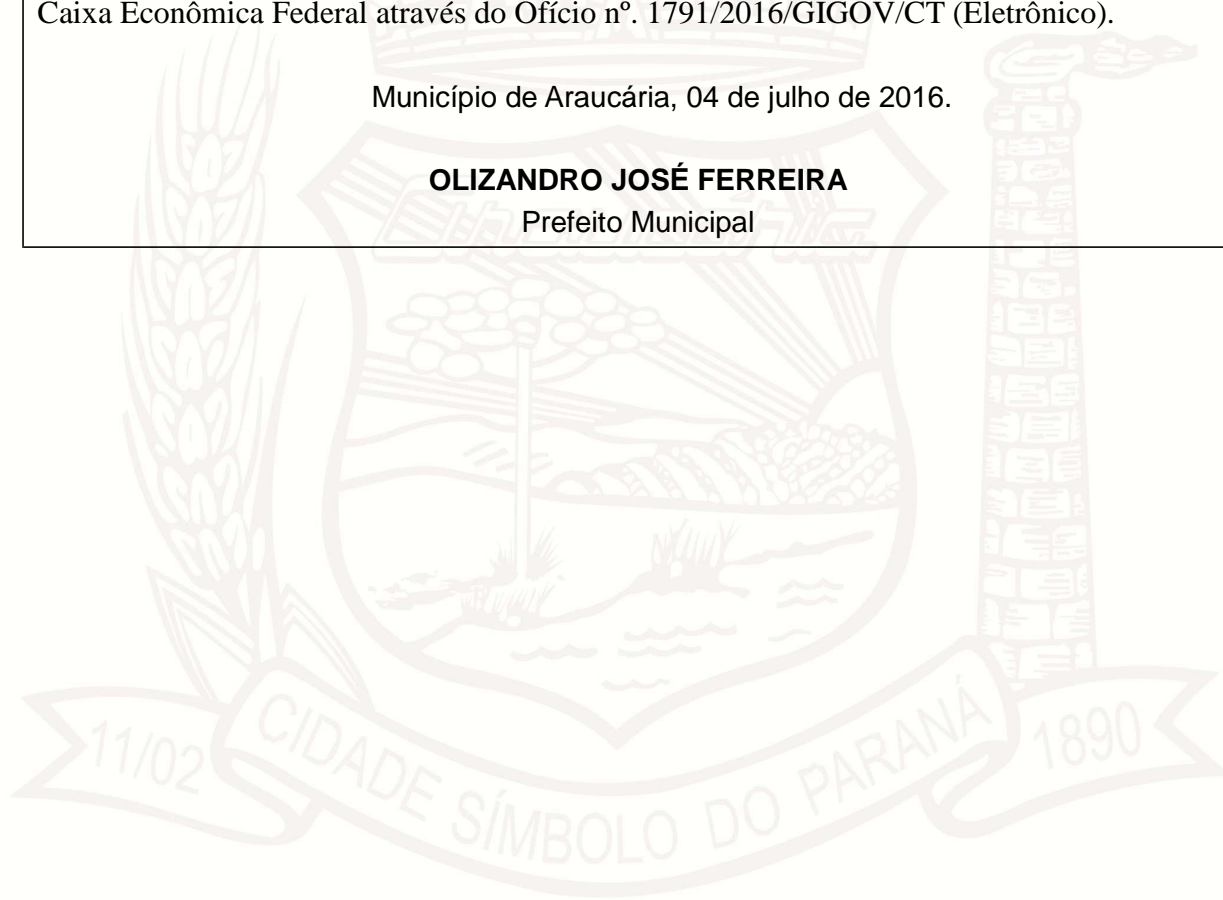 Caixa Econômica Federal através do Ofício nº. 1791/2016/GIGOV/CT (Eletrônico).
Município de Araucária, 04 de julho de 2016.
OLIZANDRO JOSÉ FERREIRA
Prefeito Municipal
11/02
CIDADE SÍMBOLO DO PARANÁ
1890